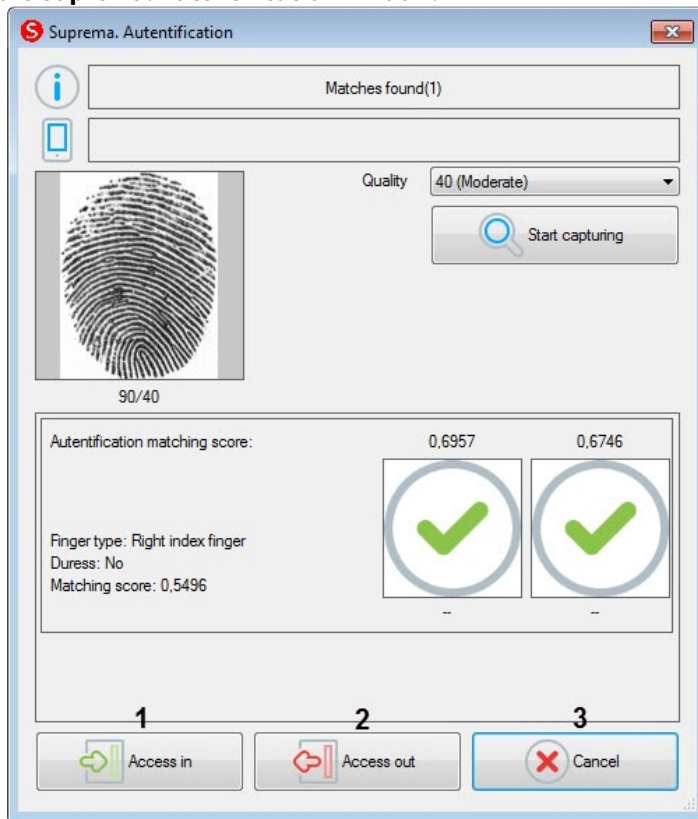 Suprema. Autentification
Matches found(1)
Quality 40 (Moderate)
Start capturing
90/40
Autentification matching score: 0,6957 0,6746
Finger type: Right index finger
Duress: No
Matching score: 0,5496
-- --
1 2 3
Access in Access out Cancel